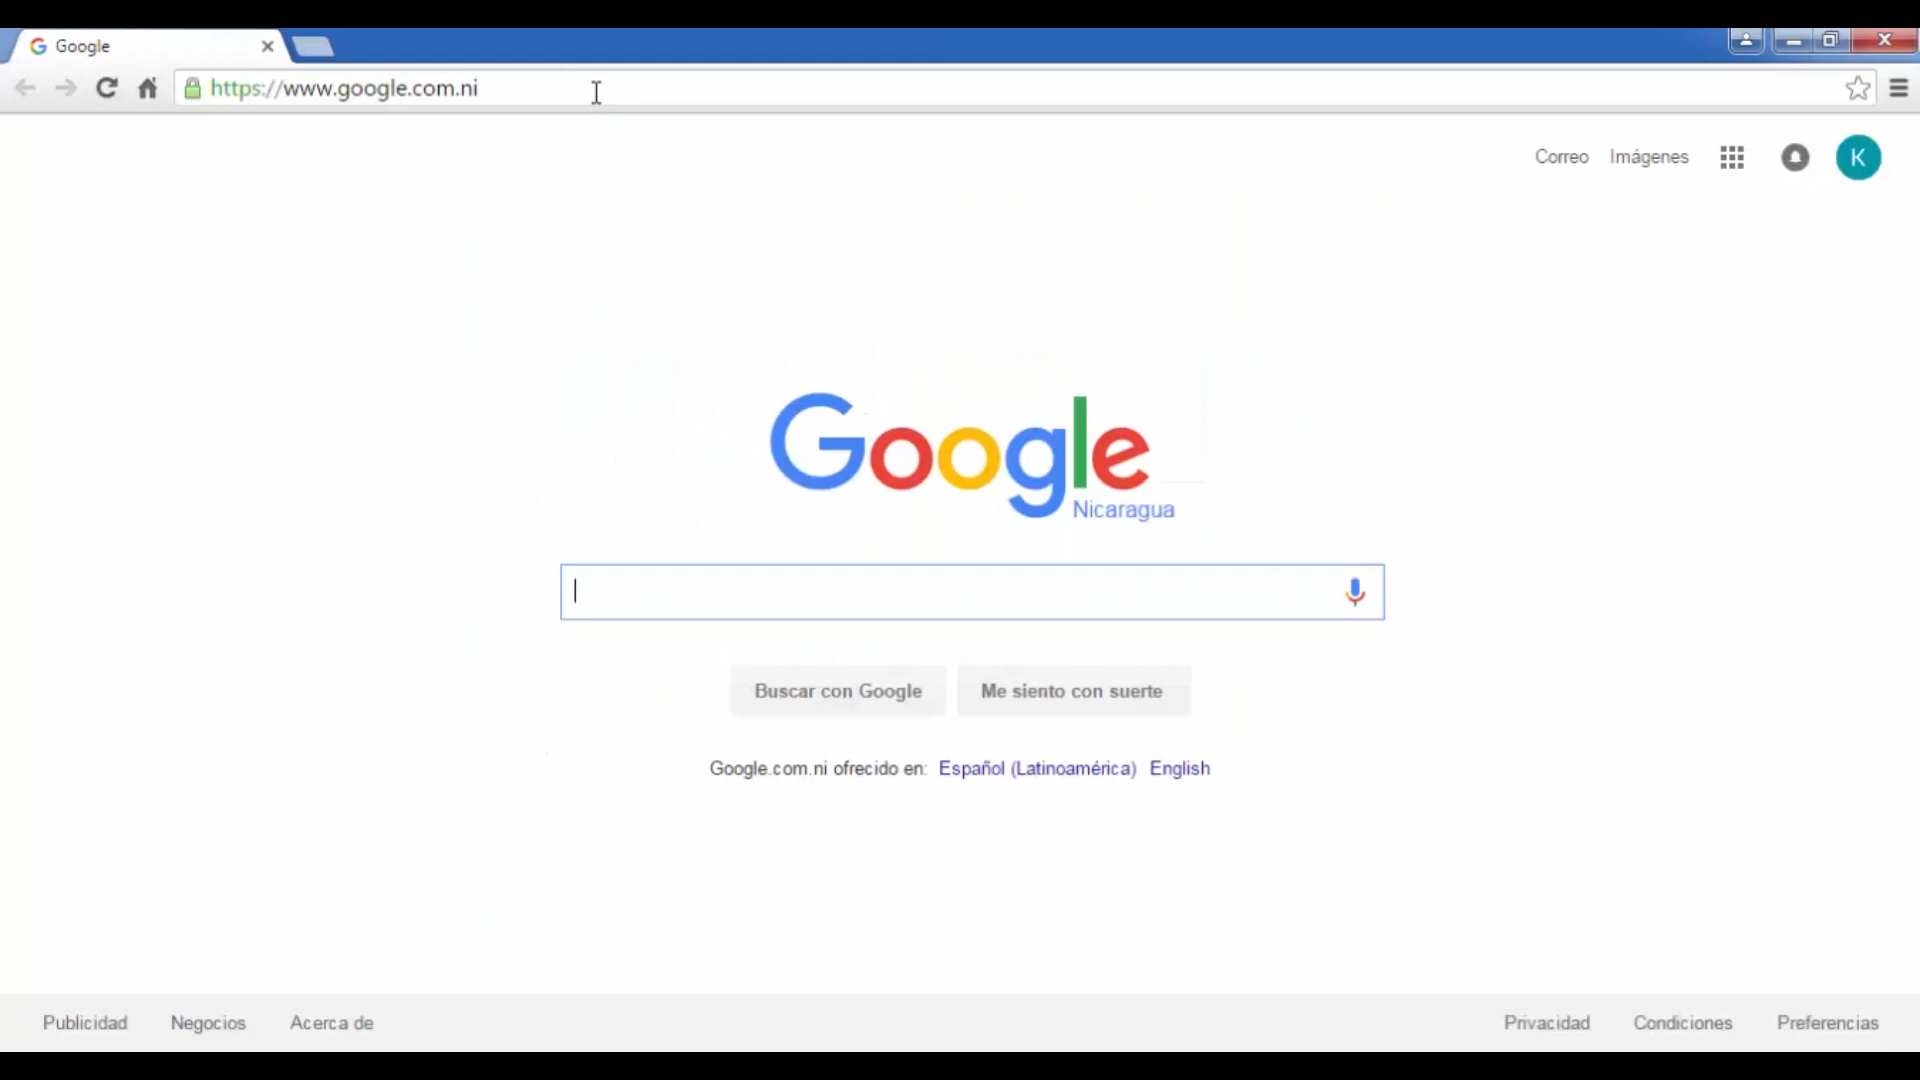 Google
https://www.google.com.ni
Correo Imágenes K
Google
Nicaragua
Buscar con Google Me siento con suerte
Google.com.ni ofrecido en: Español (Latinoamérica) English
Publicidad Negocios Acerca de Privacidad Condiciones Preferencias